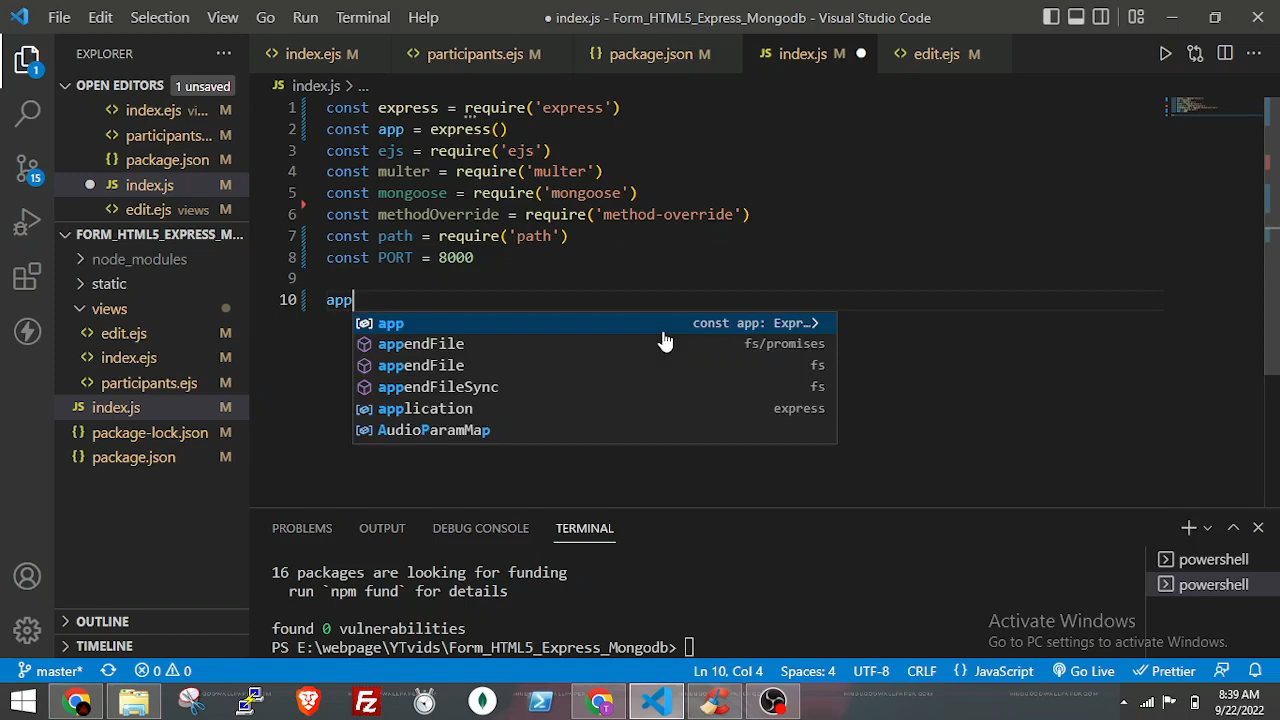 File Edit Selection View Go Run Terminal Help
● index.js - Form_HTML5_Express_Mongodb - Visual Studio Code
EXPLORER
index.ejs M
participants.ejs M
package.json M
index.js M
edit.ejs M
OPEN EDITORS 1 unsaved
index.ejs vi... M
participants... M
package.json M
index.js M
edit.ejs views M
FORM_HTML5_EXPRESS_M...
node_modules
static
views
edit.ejs M
index.ejs M
participants.ejs M
index.js M
package-lock.json M
package.json M
OUTLINE
TIMELINE
1
15
index.js > ...
1 const express = require('express')
2 const app = express()
3 const ejs = require('ejs')
4 const multer = require('multer')
5 const mongoose = require('mongoose')
6 const methodOverride = require('method-override')
7 const path = require('path')
8 const PORT = 8000
9
10 app
app const app: Expr...
appendFile fs/promises
appendFile fs
appendFileSync fs
application express
AudioParamMap
PROBLEMS OUTPUT DEBUG CONSOLE TERMINAL
16 packages are looking for funding
run `npm fund` for details
found 0 vulnerabilities
PS E:\webpage\YTvids\Form_HTML5_Express_Mongodb>
powershell
powershell
Activate Windows
Go to PC settings to activate Windows.
master* 0 0 Ln 10, Col 4 Spaces: 4 UTF-8 CRLF {} JavaScript Go Live Prettier
8:39 AM
9/22/2022